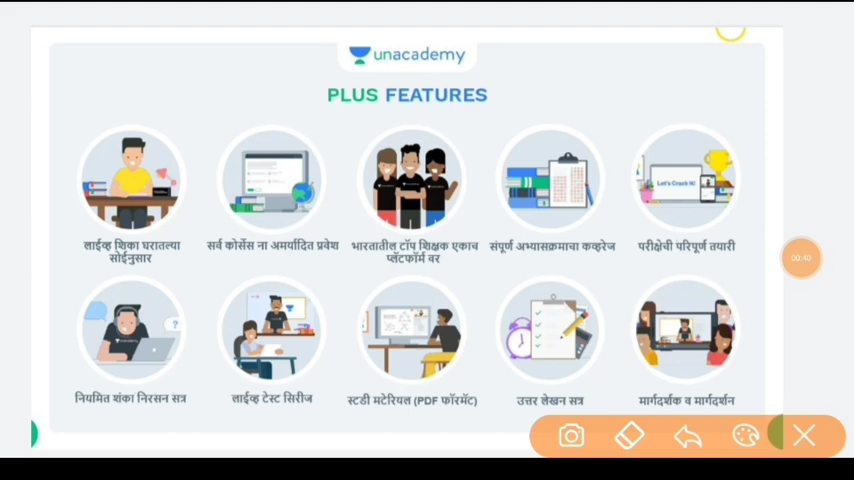 unacademy
PLUS FEATURES
Let's Crack It!
लाईव्ह शिका घरातल्या
सोईनुसार
सर्व कोर्सेस ना अमर्यादित प्रवेश
भारतातील टॉप शिक्षक एकाच
प्लॅटफॉर्म वर
संपूर्ण अभ्यासक्रमाचा कव्हरेज
परीक्षेची परिपूर्ण तयारी
00:40
?
नियमित शंका निरसन सत्र
लाईव्ह टेस्ट सिरीज
स्टडी मटेरियल (PDF फॉरमॅट)
उत्तर लेखन सत्र
मार्गदर्शक व मार्गदर्शन